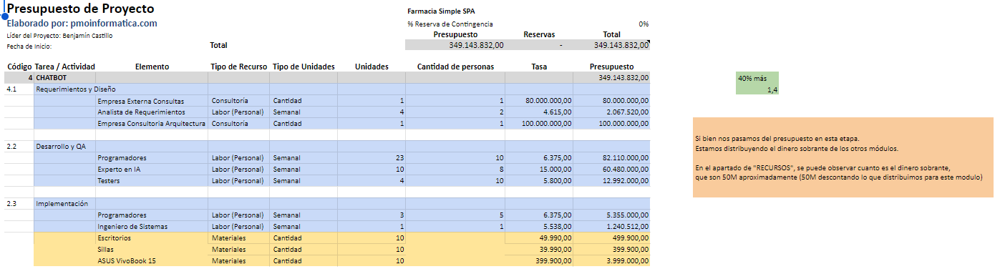 Presupuesto de Proyecto
Farmacia Simple SPA
Elaborado por: pmoinformatica.com
% Reserva de Contingencia 0%
Líder del Proyecto: Benjamín Castillo
Presupuesto Reservas Total
Fecha de Inicio: Total 349.143.832,00 - 349.143.832,00
Código Tarea / Actividad Elemento Tipo de Recurso Tipo de Unidades Unidades Cantidad de personas Tasa Presupuesto
4 CHATBOT 349.143.832,00
4.1 Requerimientos y Diseño
Empresa Externa Consultas Consultoría Cantidad 1 1 80.000.000,00 80.000.000,00
Analista de Requerimientos Labor (Personal) Semanal 4 2 4.615,00 2.067.520,00
Empresa Consultoria Arquitectura Consultoría Cantidad 1 1 100.000.000,00 100.000.000,00
2.2 Desarrollo y QA
Programadores Labor (Personal) Semanal 23 10 6.375,00 82.110.000,00
Experto en IA Labor (Personal) Semanal 10 8 15.000,00 60.480.000,00
Testers Labor (Personal) Semanal 4 10 5.800,00 12.992.000,00
2.3 Implementación
Programadores Labor (Personal) Semanal 3 5 6.375,00 5.355.000,00
Ingeniero de Sistemas Labor (Personal) Semanal 1 1 5.538,00 1.240.512,00
Escritorios Materiales Cantidad 10 49.990,00 499.900,00
Sillas Materiales Cantidad 10 39.990,00 399.900,00
ASUS VivoBook 15 Materiales Cantidad 10 399.900,00 3.999.000,00
40% más
1,4
Si bien nos pasamos del presupuesto en esta etapa.
Estamos distribuyendo el dinero sobrante de los otros módulos.
En el apartado de "RECURSOS", se puede observar cuanto es el dinero sobrante,
que son 50M aproximadamente (50M descontando lo que distribuimos para este modulo)